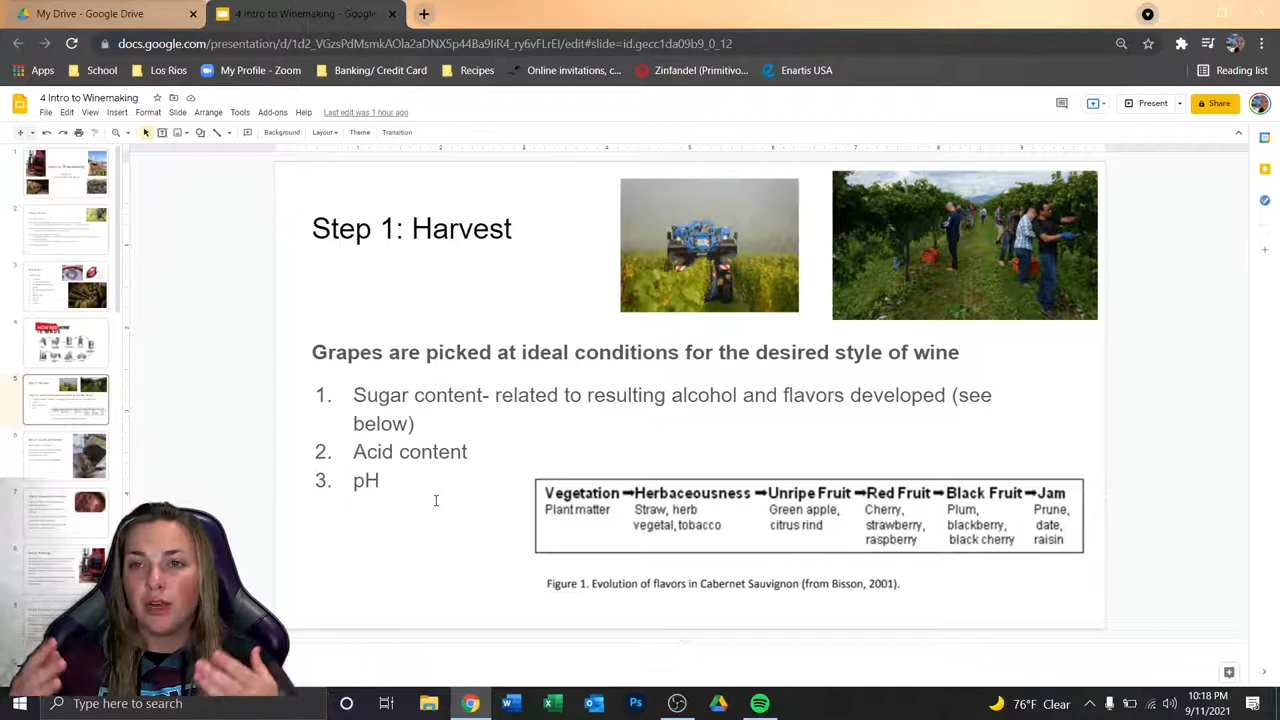 My Drive - Google Drive
4 Intro to Winemaking - Google S
docs.google.com/presentation/d/1d2_VGzsPdMsmkAOla2aDNX5p44Ba9IiR4_ry6vFLrEI/edit#slide=id.gecc1da09b9_0_12
Apps
School
Los Rios
My Profile - Zoom
Banking/ Kitchen
Recipes
Online invitations, c...
Zinfandel (Primitivo...
Enartis USA
Reading list
4 Intro to Winemaking
File Edit View Insert Format Slide Arrange Tools Add-ons Help Last edit was 1 hour ago
Present
Share
Background Layout Theme Transition
Step 1: Harvest
Grapes are picked at ideal conditions for the desired style of wine
1. Sugar content- related to resulting alcohol and flavors developed (see
below)
2. Acid content
3. pH
Vegetation → Herbaceousness → Unripe Fruit → Red Fruit → Black Fruit → Jam
Plant matter Straw, herb Green apple, Cherry, Plum, Prune,
vegetal, tobacco citrus rind strawberry, blackberry, date,
raspberry black cherry raisin
Figure 1. Evolution of flavors in Cabernet Sauvignon (from Bisson, 2001).
Type here to search
76°F Clear
10:18 PM
9/11/2021